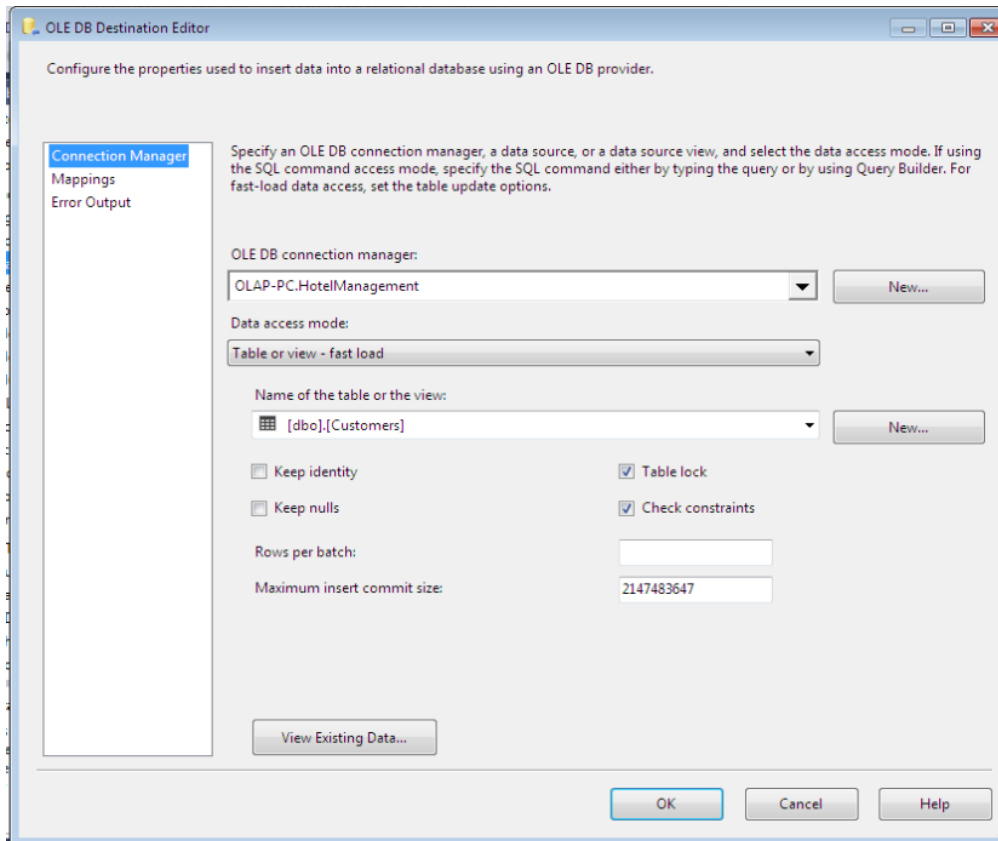 OLE DB Destination Editor
Configure the properties used to insert data into a relational database using an OLE DB provider.
Connection Manager
Mappings
Error Output
Specify an OLE DB connection manager, a data source, or a data source view, and select the data access mode. If using
the SQL command access mode, specify the SQL command either by typing the query or by using Query Builder. For
fast-load data access, set the table update options.
OLE DB connection manager:
OLAP-PC.HotelManagement
New...
Data access mode:
Table or view - fast load
Name of the table or the view:
[dbo].[Customers]
New...
Keep identity
Table lock
Keep nulls
Check constraints
Rows per batch:
Maximum insert commit size:
2147483647
View Existing Data...
OK
Cancel
Help